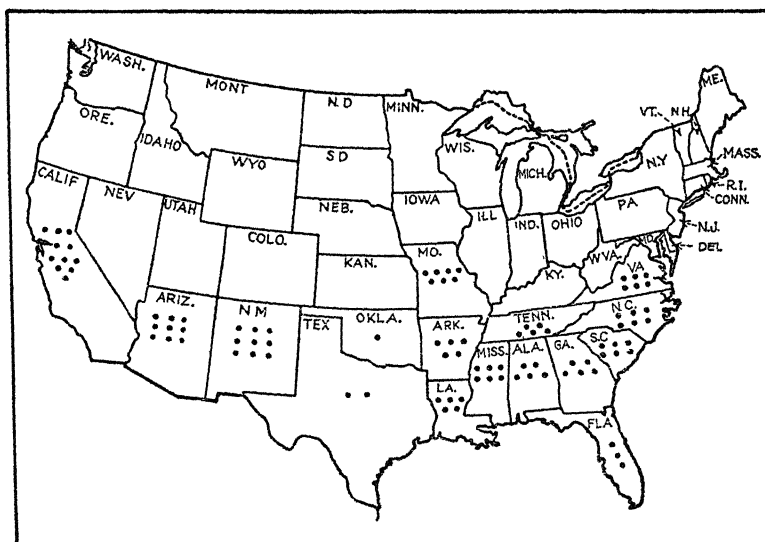 WASH.
MONT
N.D
MINN.
ME.
VT.
N.H.
ORE.
IDAHO
WYO
S D
WIS.
MICH.
N.Y
MASS.
R.I.
CONN.
CALIF
NEV
UTAH
COLO.
NEB.
IOWA
ILL
IND.
OHIO
PA
N.J.
DEL.
MD.
KAN.
MO.
KY.
W.VA.
VA
ARIZ.
N M
TEX
OKLA.
ARK.
TENN.
N.C.
S.C
MISS.
ALA.
GA.
LA.
FLA